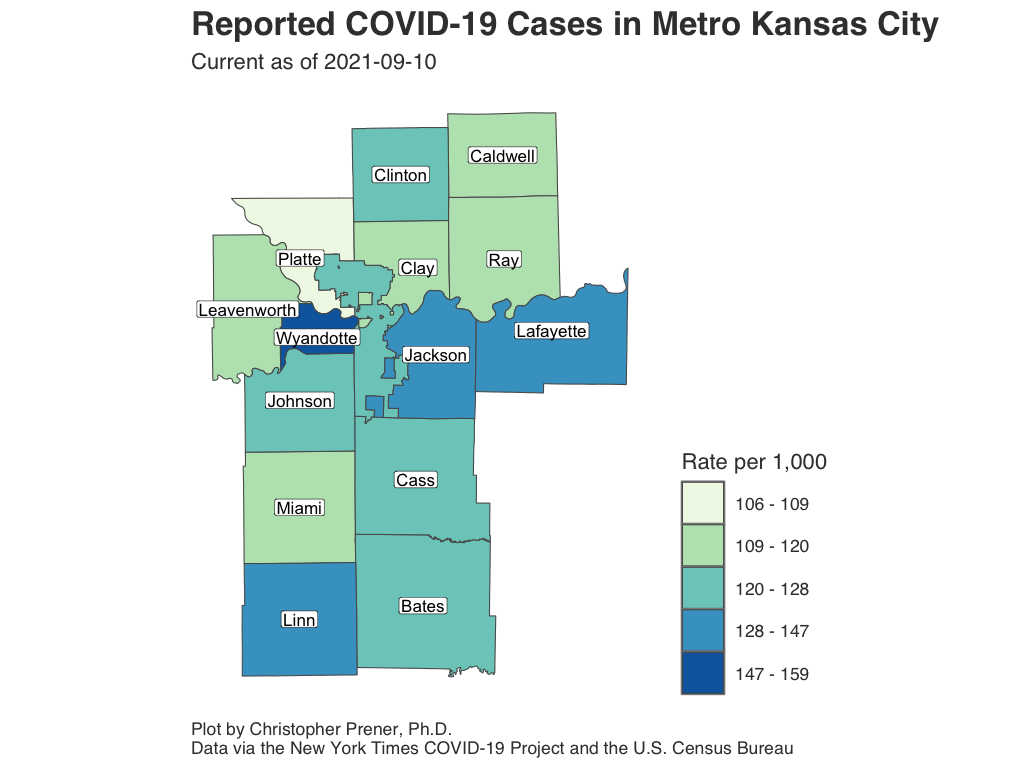 Reported COVID-19 Cases in Metro Kansas City
Current as of 2021-09-10
Caldwell
Clinton
Platte
Clay
Ray
Leavenworth
Wyandotte
Lafayette
Jackson
Johnson
Cass
Miami
Bates
Linn
Rate per 1,000
106 - 109
109 - 120
120 - 128
128 - 147
147 - 159
Plot by Christopher Prener, Ph.D.
Data via the New York Times COVID-19 Project and the U.S. Census Bureau